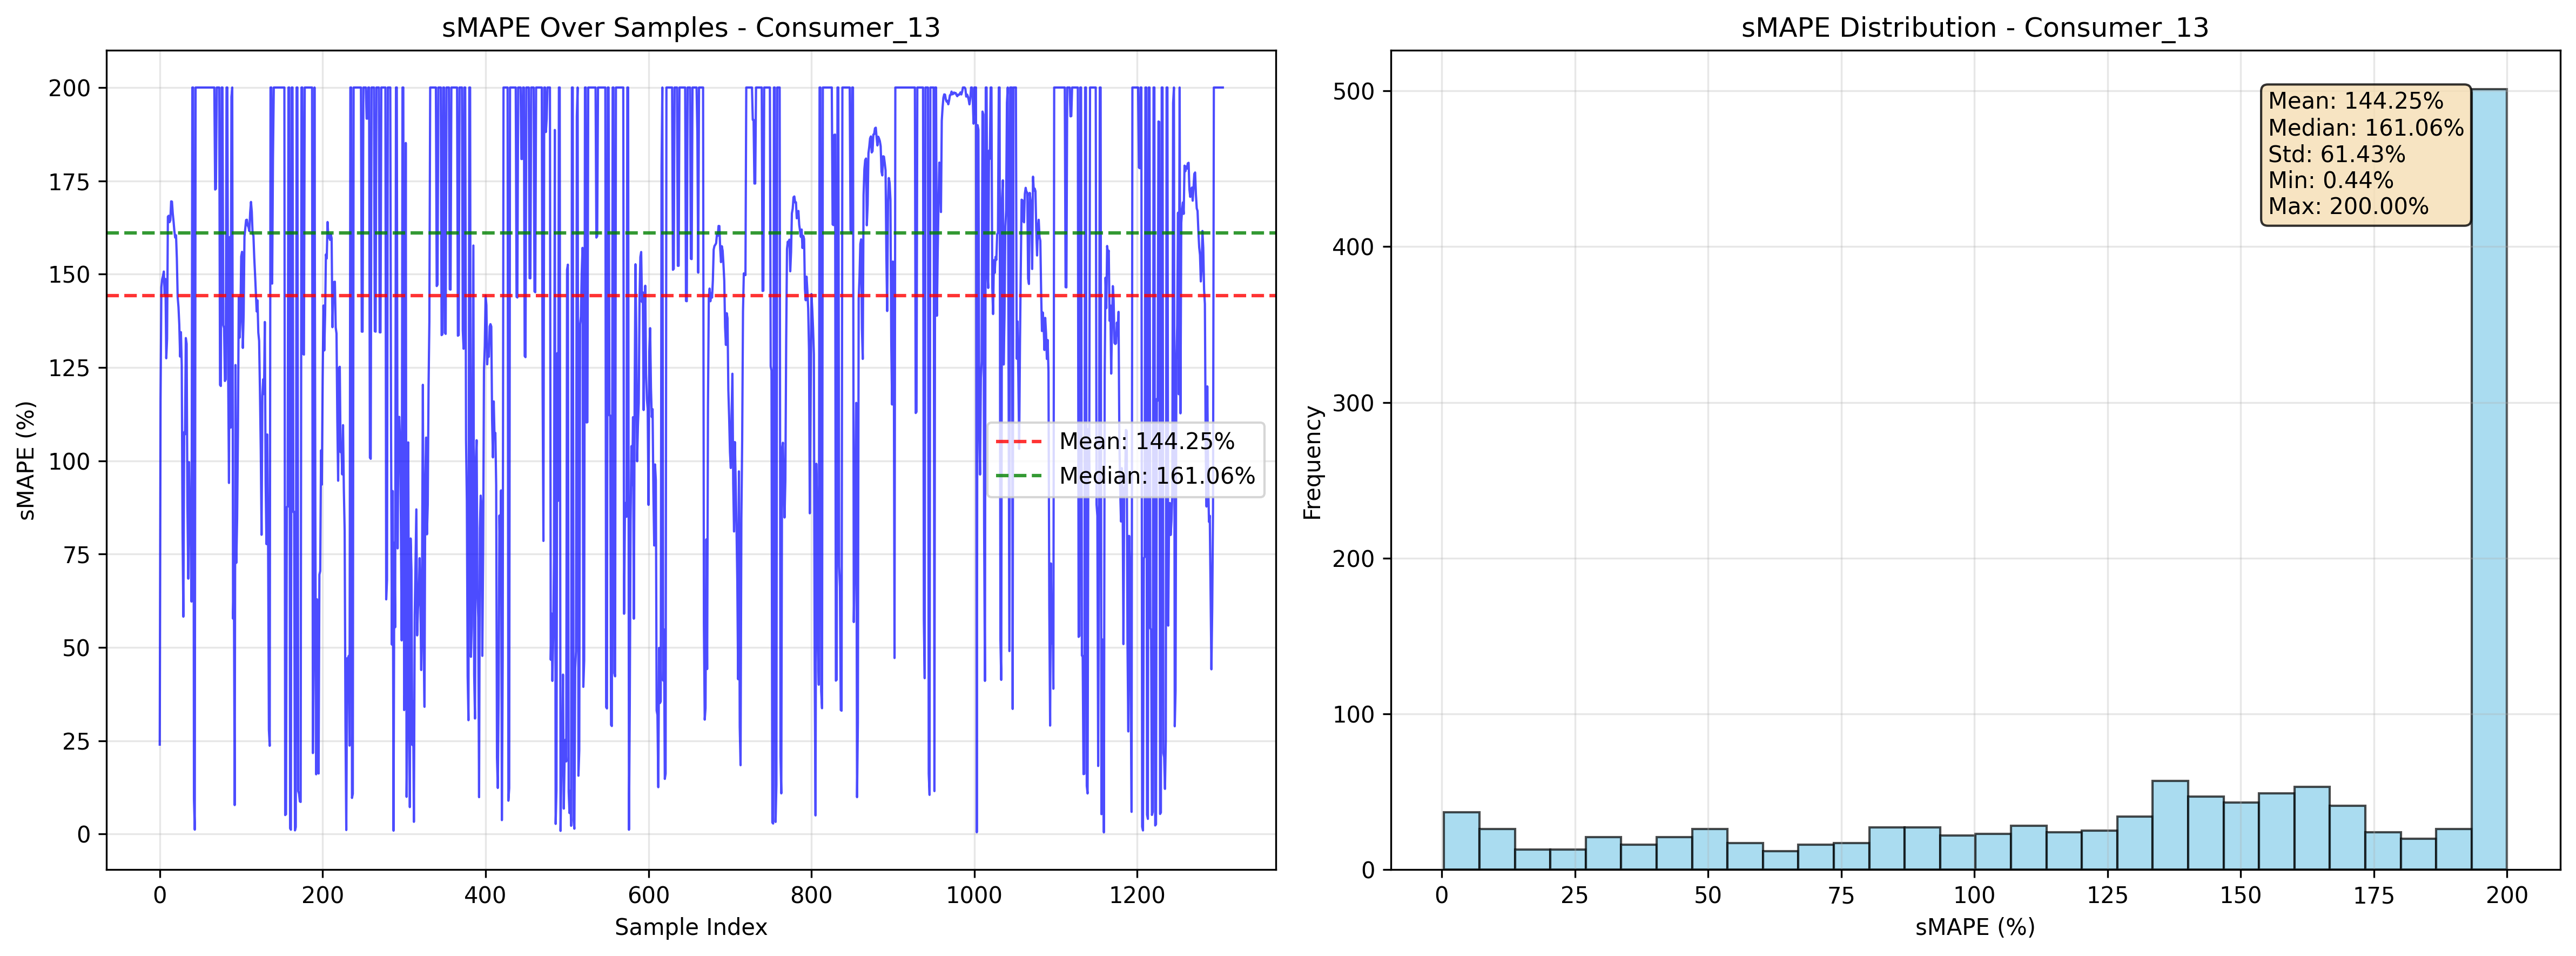 sMAPE Over Samples - Consumer_13
sMAPE (%)
200
175
150
125
100
75
50
25
0
Mean: 144.25%
Median: 161.06%
0 200 400 600 800 1000 1200
Sample Index
sMAPE Distribution - Consumer_13
Frequency
500
400
300
200
100
0
Mean: 144.25%
Median: 161.06%
Std: 61.43%
Min: 0.44%
Max: 200.00%
0 25 50 75 100 125 150 175 200
sMAPE (%)